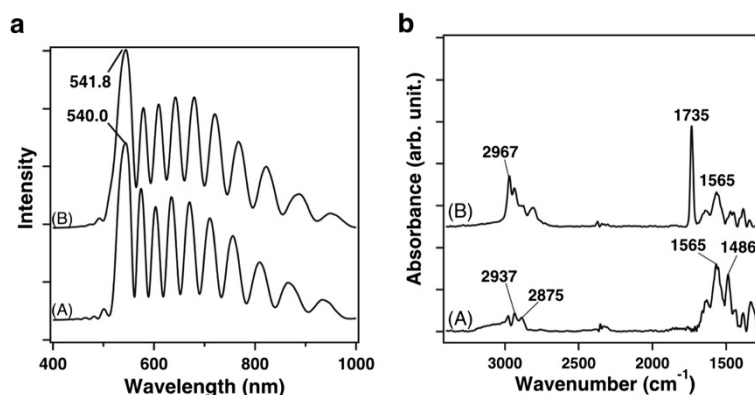 a
541.8
540.0
(B)
(A)
Intensity
400
600
800
1000
Wavelength (nm)
b
Absorbance (arb. unit.)
1735
2967
1565
(B)
1565
1486
2937
2875
(A)
3000
2500
2000
1500
Wavenumber (cm⁻¹)